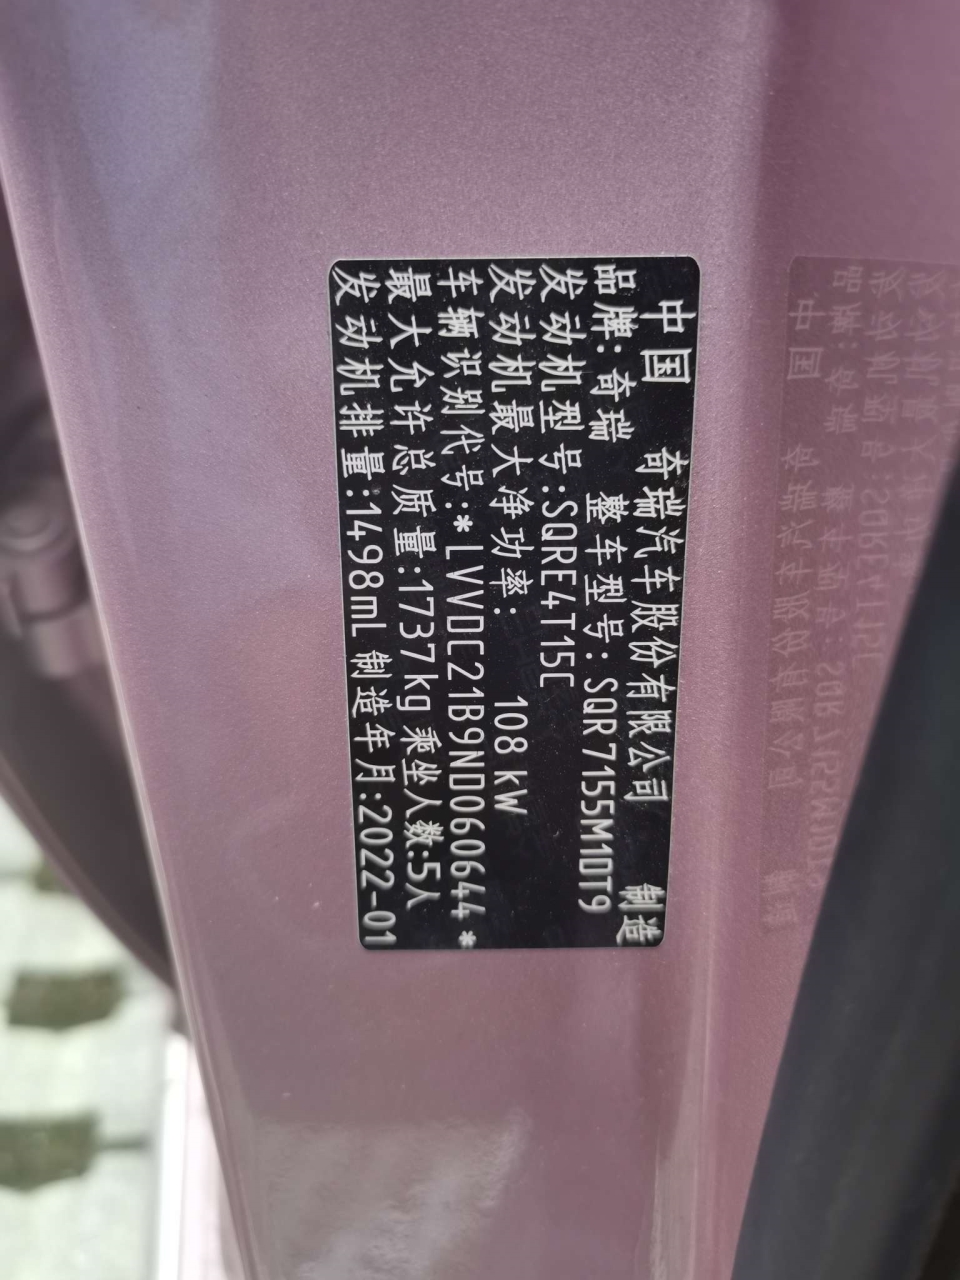 中国 奇瑞汽车股份有限公司 制造
品牌:奇瑞 整车型号:SQR7155M1DT9
发动机型号:SQRE4T15C
发动机最大净功率: 108kW
车辆识别代号:*LVVDC21B9ND060644*
最大允许总质量:1737kg 乘坐人数:5人
发动机排量:1498mL 制造年月:2022-01